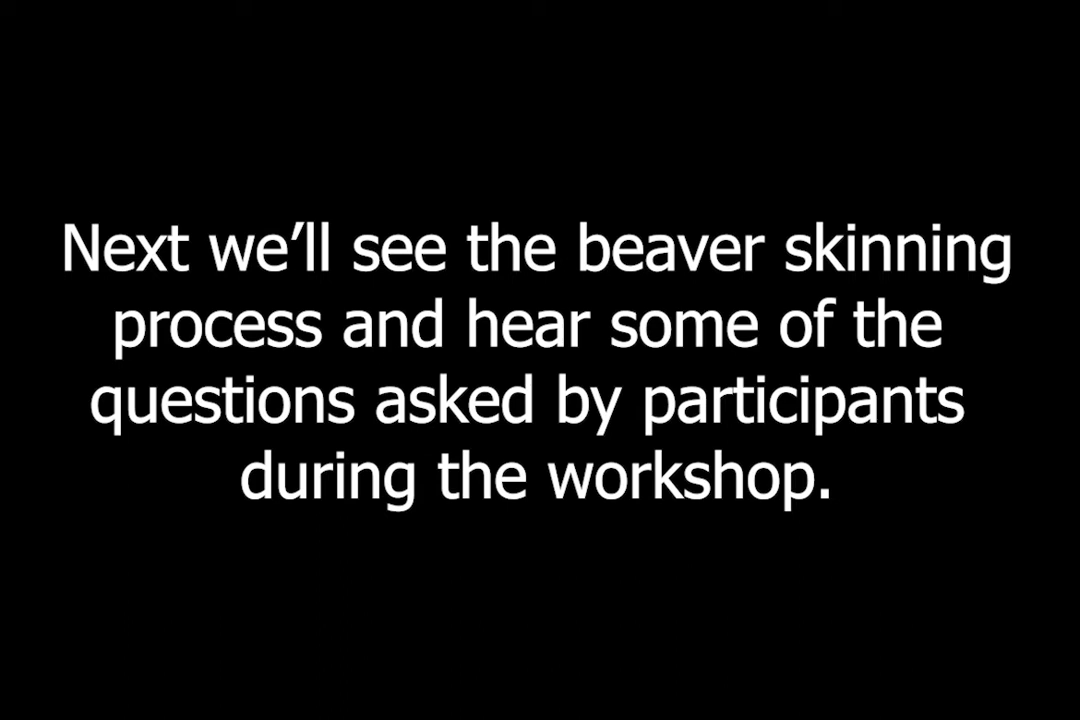 Next we’ll see the beaver skinning
process and hear some of the
questions asked by participants
during the workshop.